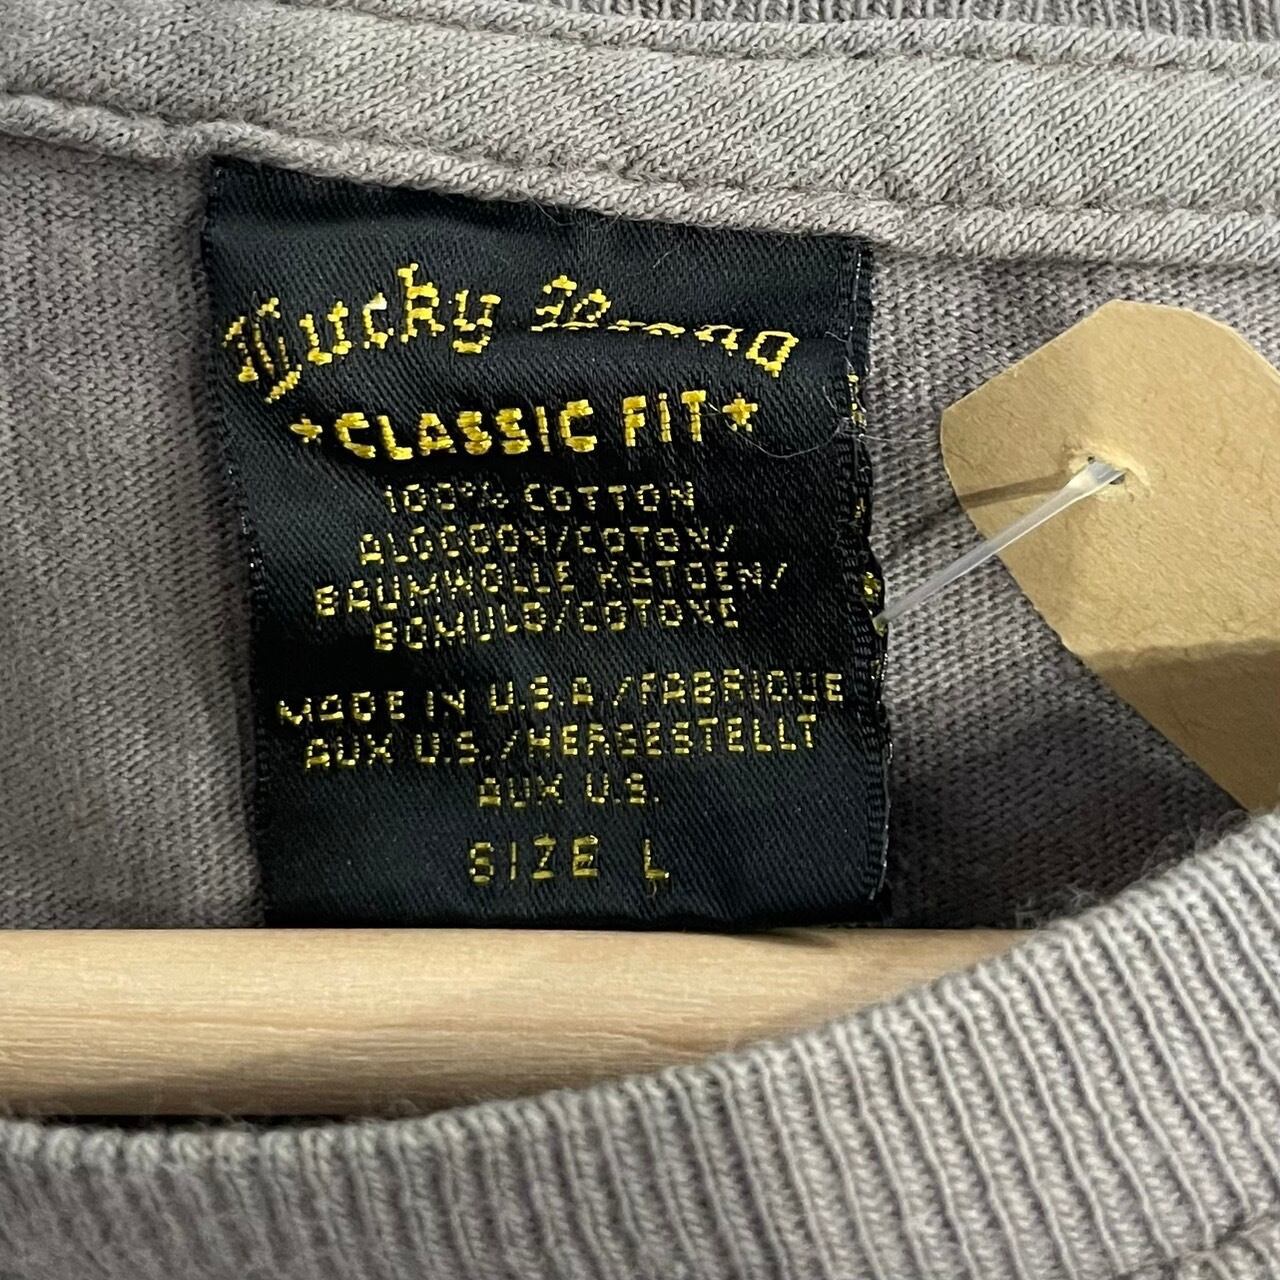 Lucky Brand
★CLASSIC FIT★
100% COTTON
ALGODON/COTON/
BAUMWOLLE KATOEN/
BOMULD/COTONE
MADE IN U.S.A/FABRIQUE
AUX U.S./HERGESTELLT
AUX U.S.
SIZE L